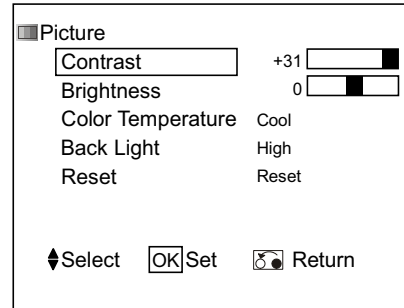 Picture
Contrast +31
Brightness 0
Color Temperature Cool
Back Light High
Reset Reset
Select OK Set Return